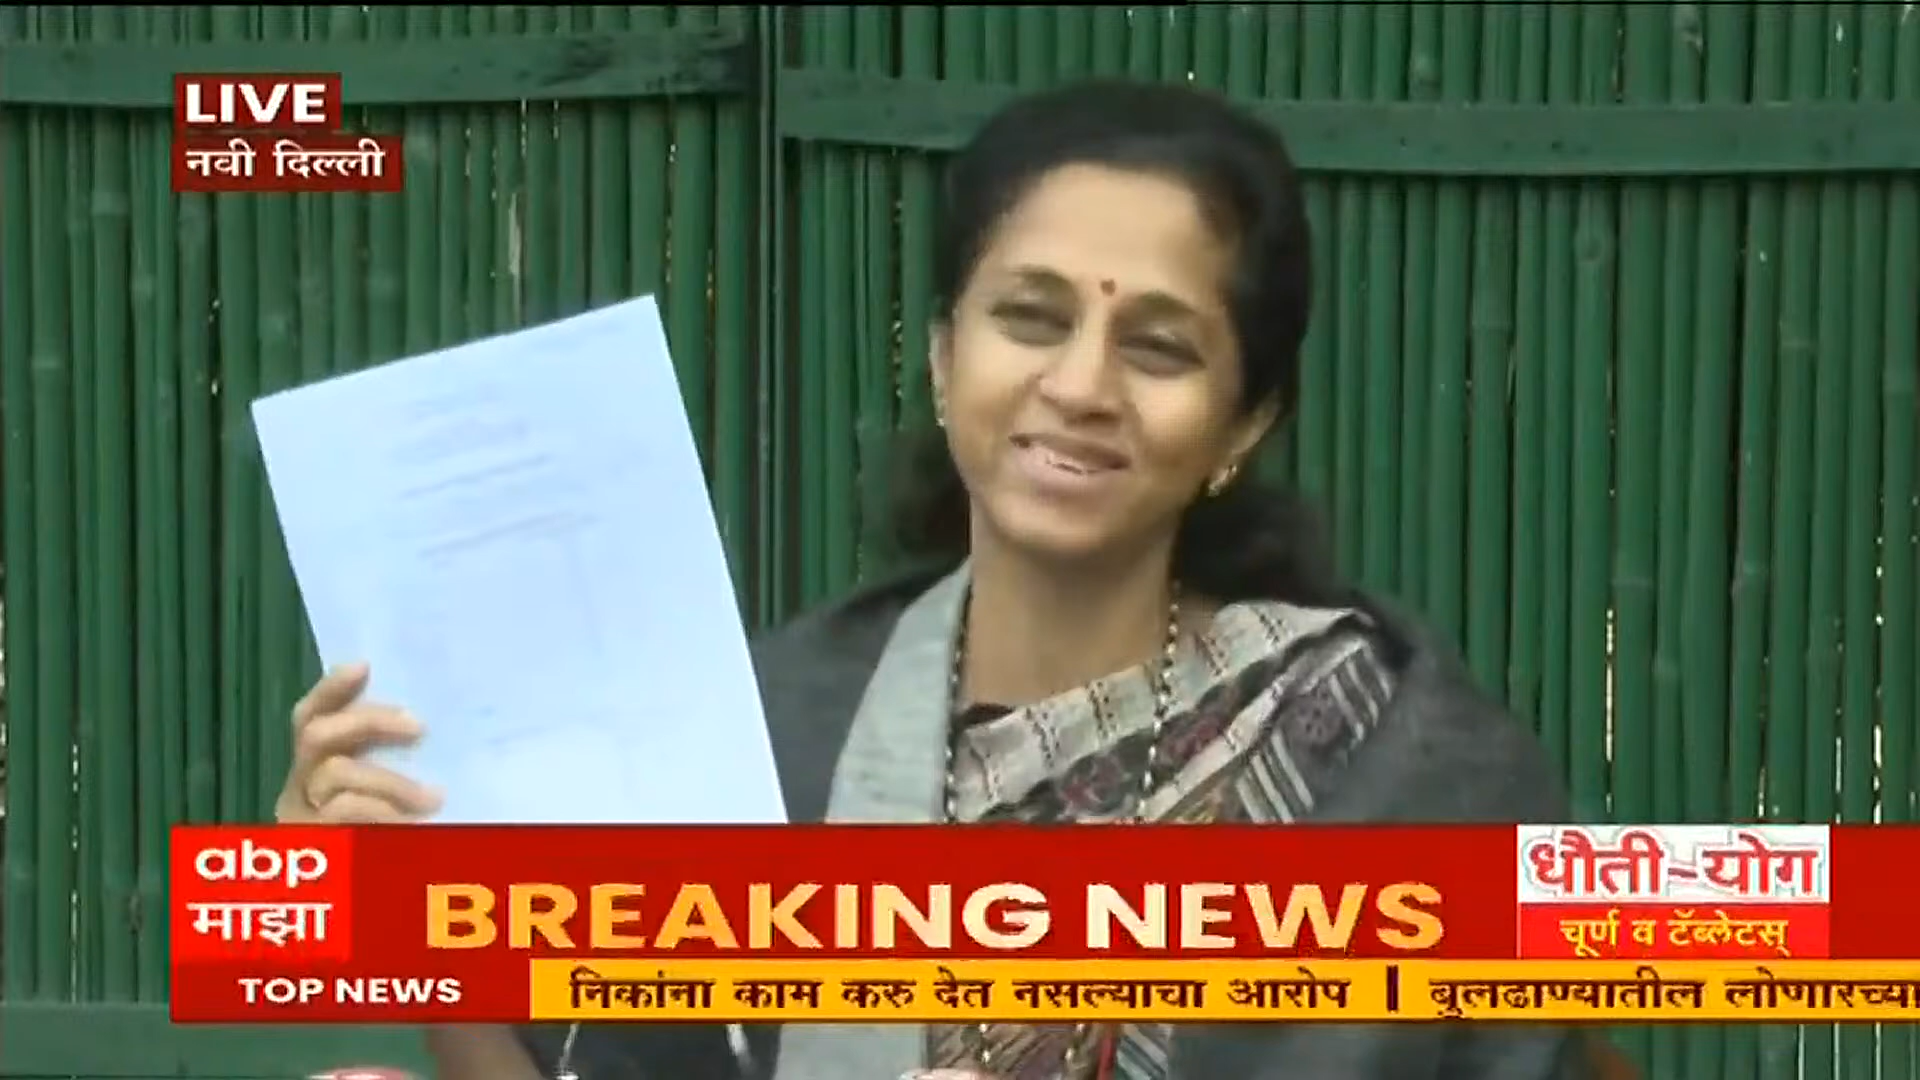 LIVE
नवी दिल्ली
abp
माझा
BREAKING NEWS
धौती-योग
चूर्ण व टॅब्लेटस्
TOP NEWS
निकांना काम करु देत नसल्याचा आरोप | बुलढाण्यातील लोणारच्या